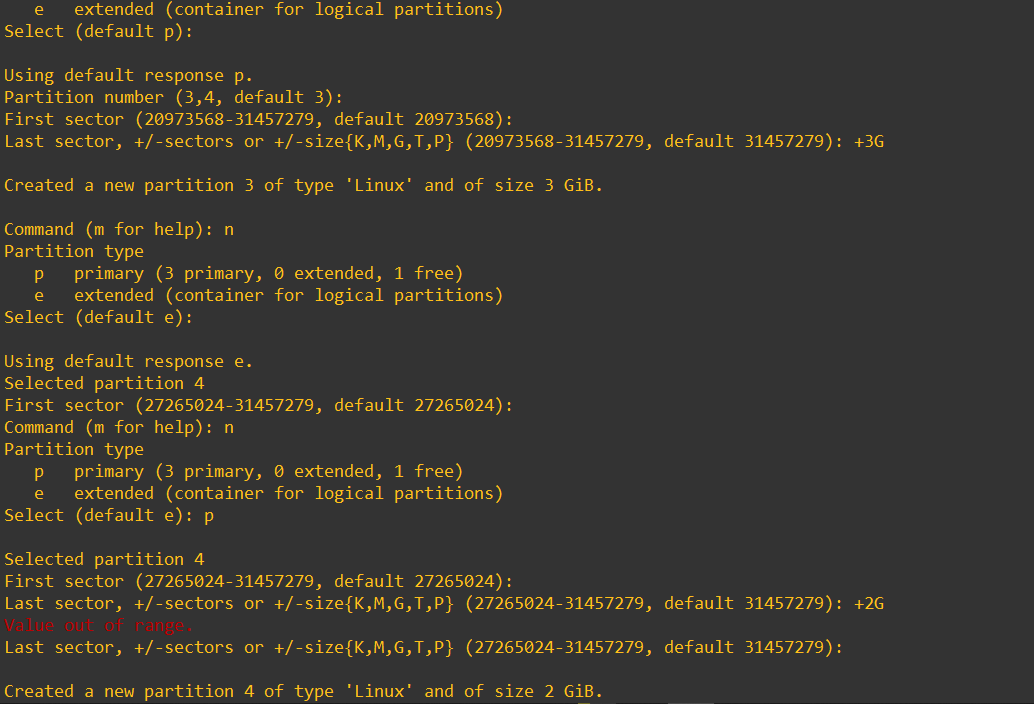 e   extended (container for logical partitions)
Select (default p):
Using default response p.
Partition number (3,4, default 3):
First sector (20973568-31457279, default 20973568):
Last sector, +/-sectors or +/-size{K,M,G,T,P} (20973568-31457279, default 31457279): +3G
Created a new partition 3 of type 'Linux' and of size 3 GiB.
Command (m for help): n
Partition type
p   primary (3 primary, 0 extended, 1 free)
e   extended (container for logical partitions)
Select (default e):
Using default response e.
Selected partition 4
First sector (27265024-31457279, default 27265024):
Command (m for help): n
Partition type
p   primary (3 primary, 0 extended, 1 free)
e   extended (container for logical partitions)
Select (default e): p
Selected partition 4
First sector (27265024-31457279, default 27265024):
Last sector, +/-sectors or +/-size{K,M,G,T,P} (27265024-31457279, default 31457279): +2G
Value out of range.
Last sector, +/-sectors or +/-size{K,M,G,T,P} (27265024-31457279, default 31457279):
Created a new partition 4 of type 'Linux' and of size 2 GiB.